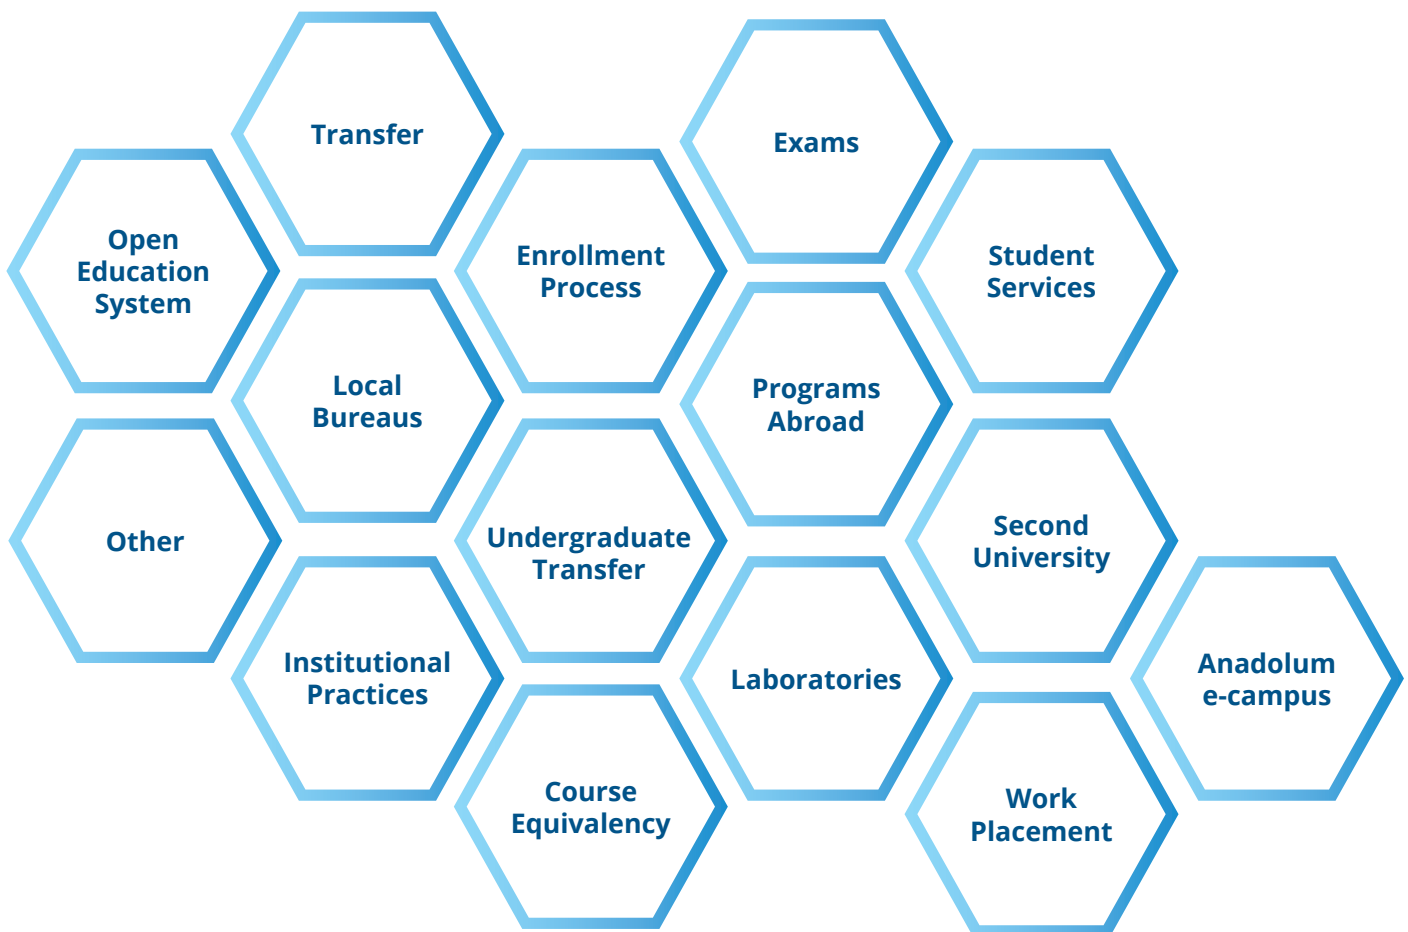 Transfer
Exams
Open
Education
System
Enrollment
Process
Student
Services
Local
Bureaus
Programs
Abroad
Other
Undergraduate
Transfer
Second
University
Institutional
Practices
Laboratories
Anadolum
e-campus
Course
Equivalency
Work
Placement